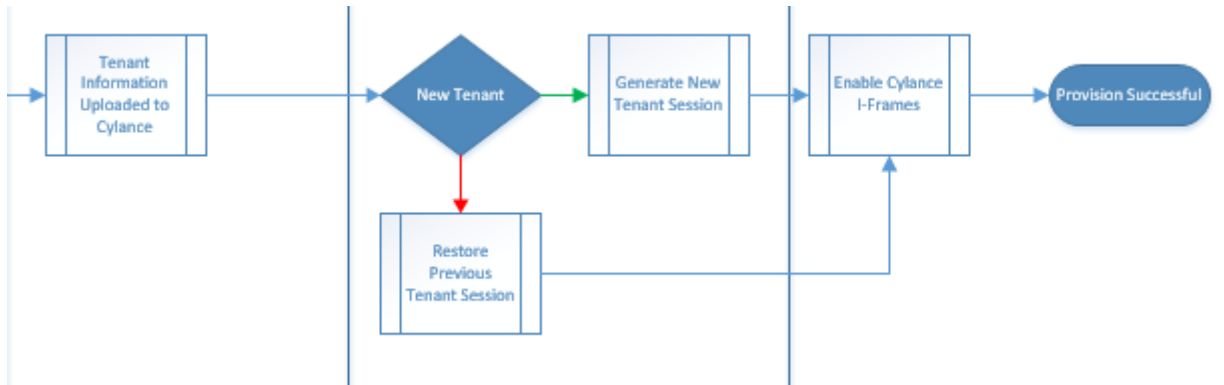 Tenant
Information
Uploaded to
Cylance
New Tenant
Generate New
Tenant Session
Enable Cylance
I-Frames
Provision Successful
Restore
Previous
Tenant Session